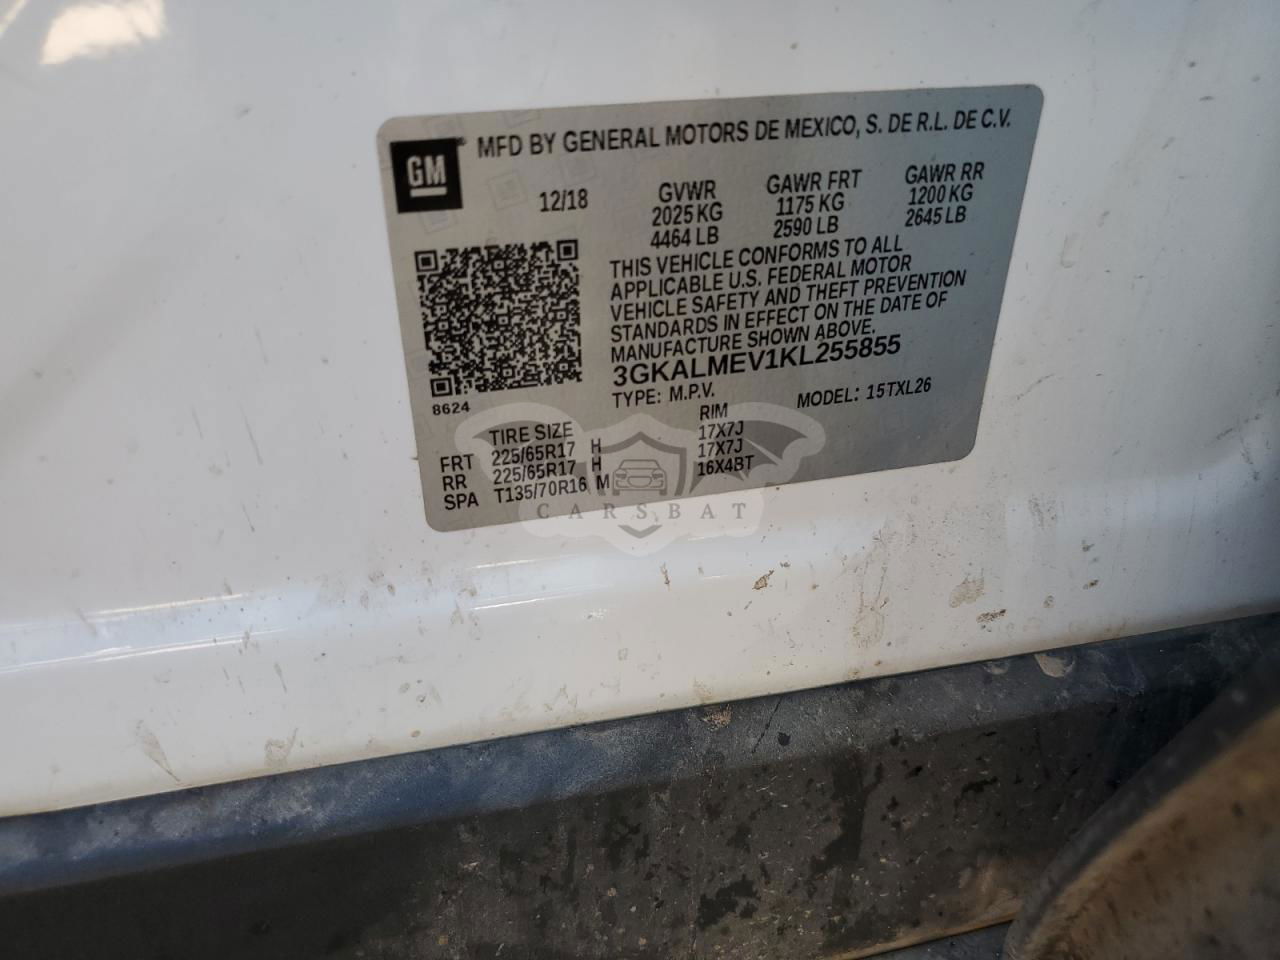 GM
MFD BY GENERAL MOTORS DE MEXICO, S. DE R.L. DE C.V.
12/18 GVWR GAWR FRT GAWR RR
2025 KG 1175 KG 1200 KG
4464 LB 2590 LB 2645 LB
THIS VEHICLE CONFORMS TO ALL
APPLICABLE U.S. FEDERAL MOTOR
VEHICLE SAFETY AND THEFT PREVENTION
STANDARDS IN EFFECT ON THE DATE OF
MANUFACTURE SHOWN ABOVE.
3GKALMEV1KL255855
8624
TYPE: M.P.V. MODEL: 15TXL26
TIRE SIZE RIM
FRT 225/65R17 H 17X7J
RR 225/65R17 H 17X7J
SPA T135/70R16 M 16X4BT
CARSBAT